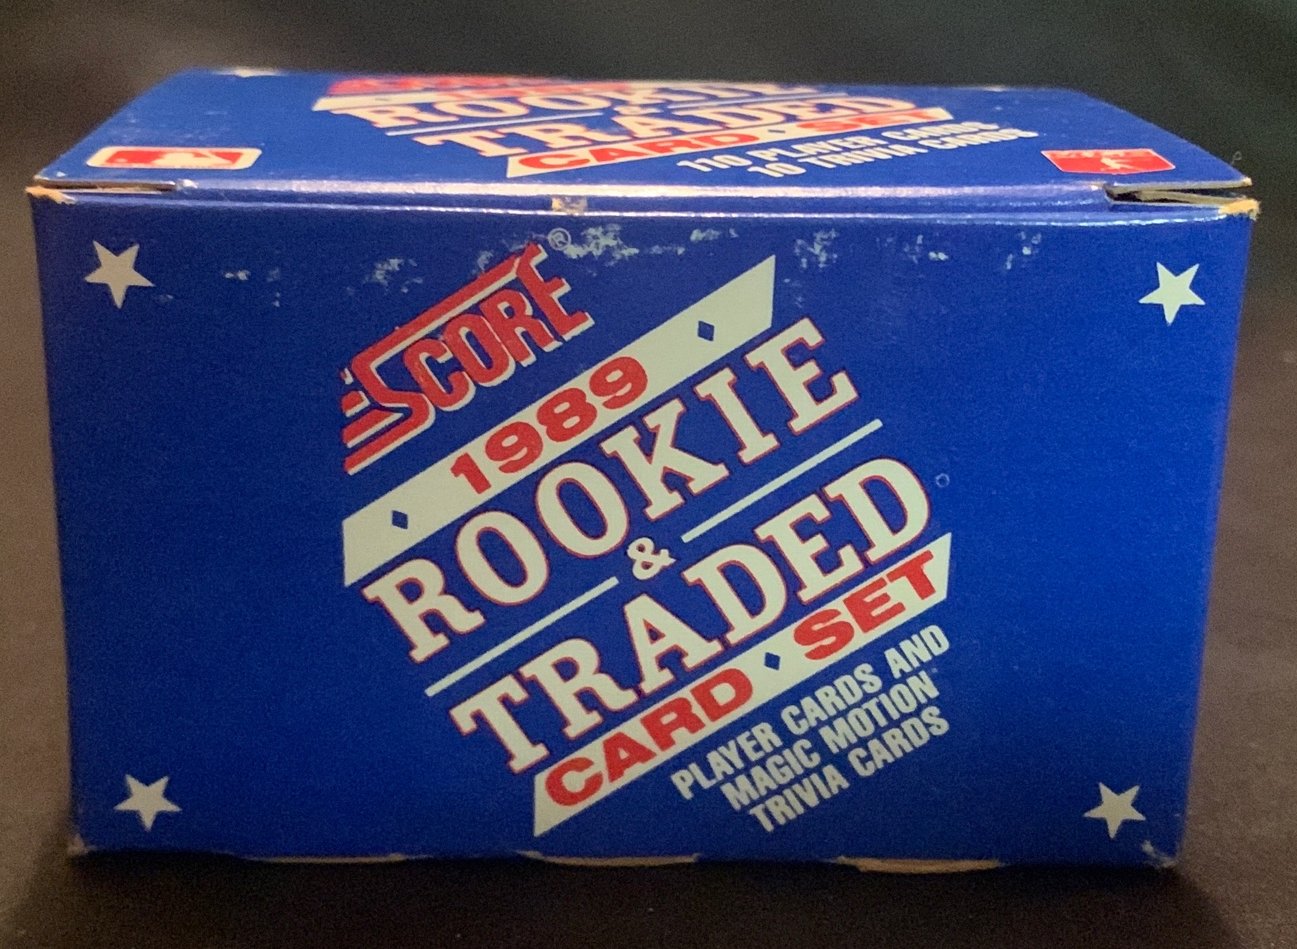 ROOKIE
TRADED
CARD SET
110 PLAYER CARDS
10 TRIVIA CARDS
SCORE®
1989
ROOKIE
&
TRADED
CARD SET
PLAYER CARDS AND
MAGIC MOTION
TRIVIA CARDS